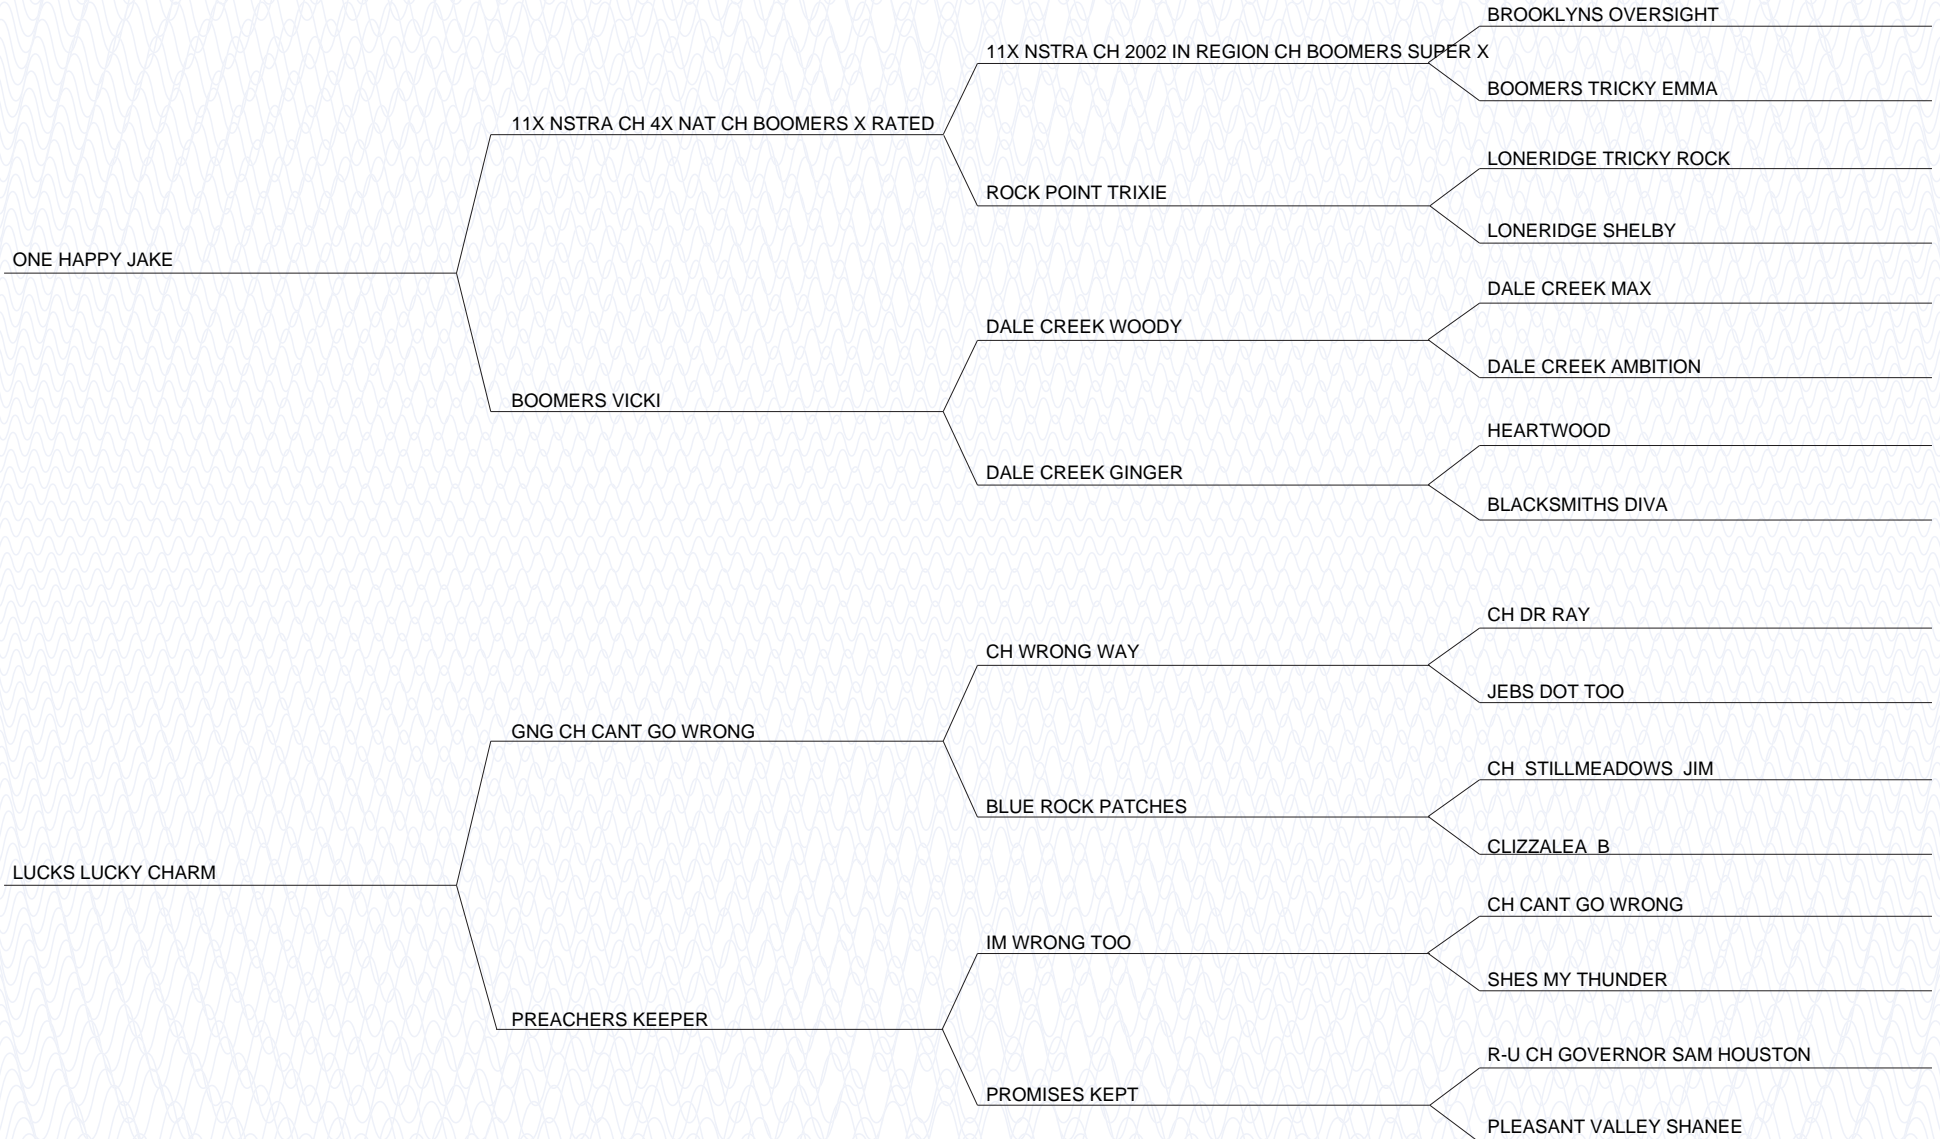 BROOKLYNS OVERSIGHT
11X NSTRA CH 2002 IN REGION CH BOOMERS SUPER X
BOOMERS TRICKY EMMA
11X NSTRA CH 4X NAT CH BOOMERS X RATED
LONERIDGE TRICKY ROCK
ROCK POINT TRIXIE
LONERIDGE SHELBY
ONE HAPPY JAKE
DALE CREEK MAX
DALE CREEK WOODY
DALE CREEK AMBITION
BOOMERS VICKI
HEARTWOOD
DALE CREEK GINGER
BLACKSMITHS DIVA
CH DR RAY
CH WRONG WAY
JEBS DOT TOO
GNG CH CANT GO WRONG
CH  STILLMEADOWS  JIM
BLUE ROCK PATCHES
CLIZZALEA  B
LUCKS LUCKY CHARM
CH CANT GO WRONG
IM WRONG TOO
SHES MY THUNDER
PREACHERS KEEPER
R-U CH GOVERNOR SAM HOUSTON
PROMISES KEPT
PLEASANT VALLEY SHANEE